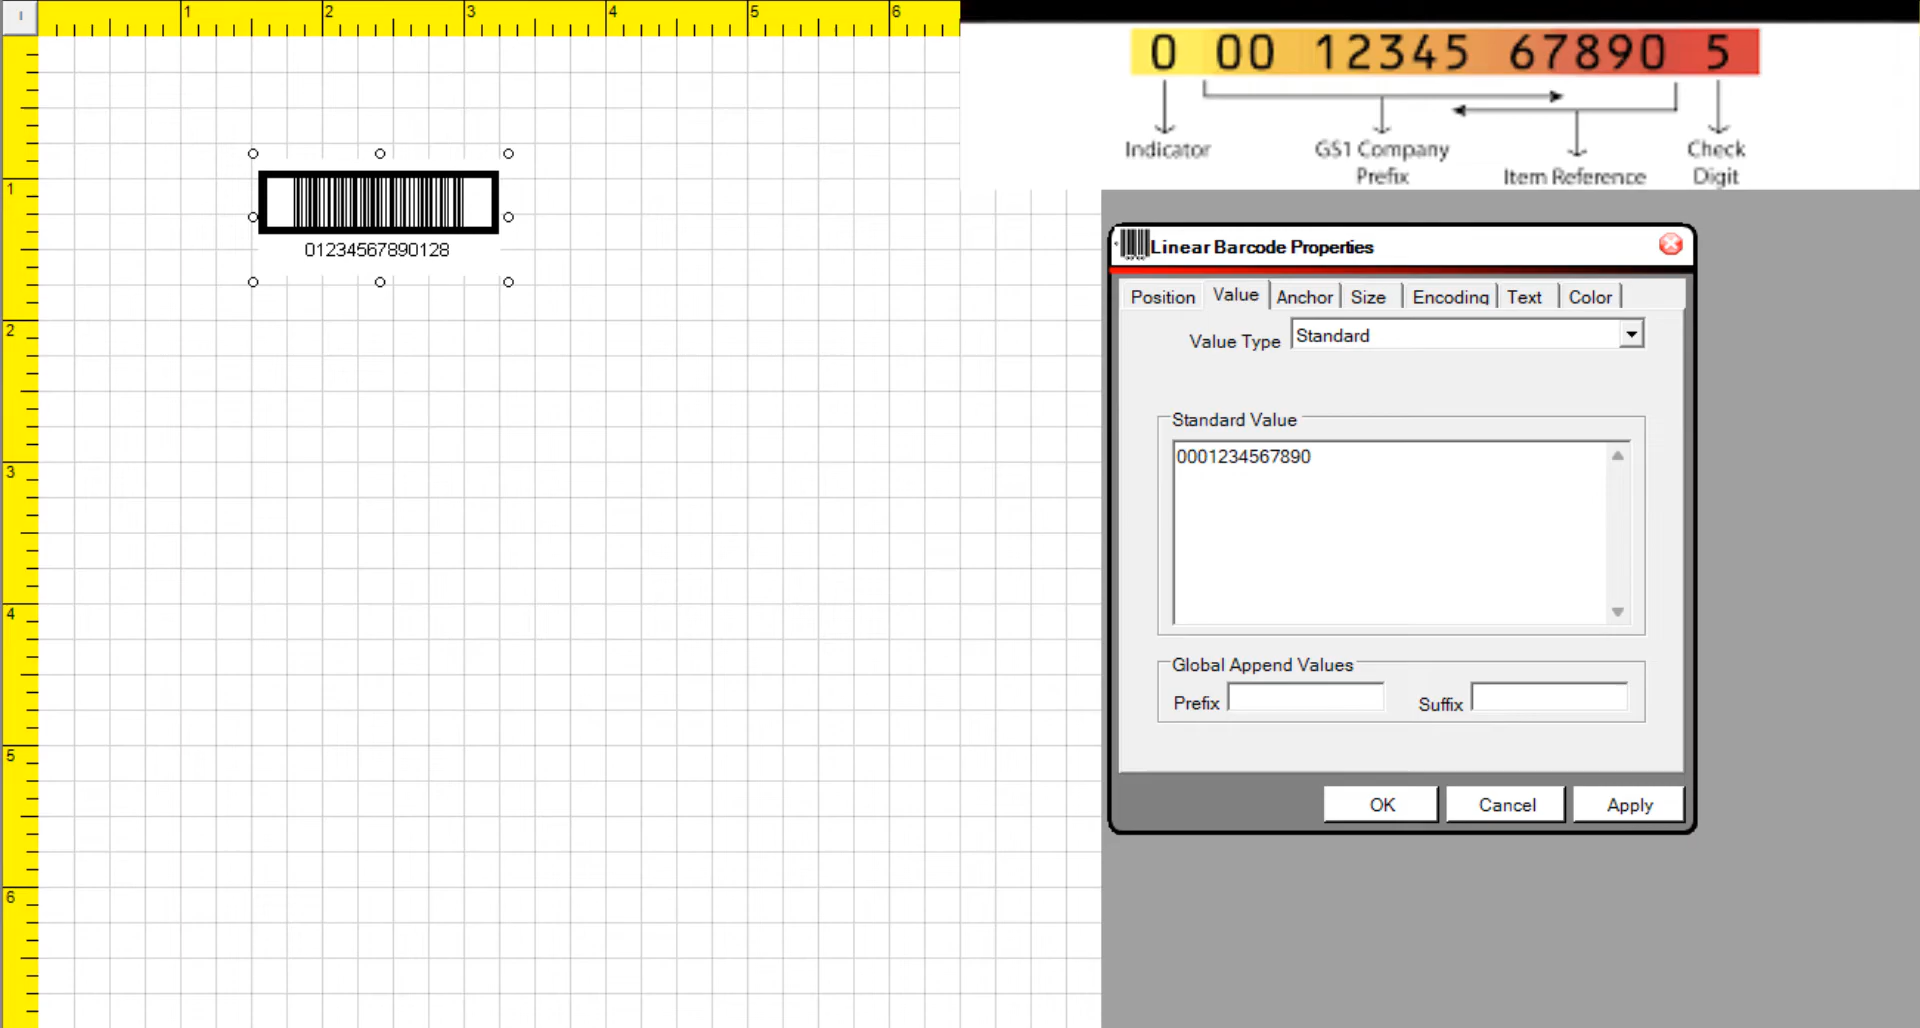 1 2 3 4 5 6
0 00 12345 67890 5
Indicator GS1 Company Prefix Item Reference Check Digit
1
01234567890128
2
3
4
5
6
Linear Barcode Properties
Position Value Anchor Size Encoding Text Color
Value Type Standard
Standard Value
0001234567890
Global Append Values
Prefix Suffix
OK Cancel Apply